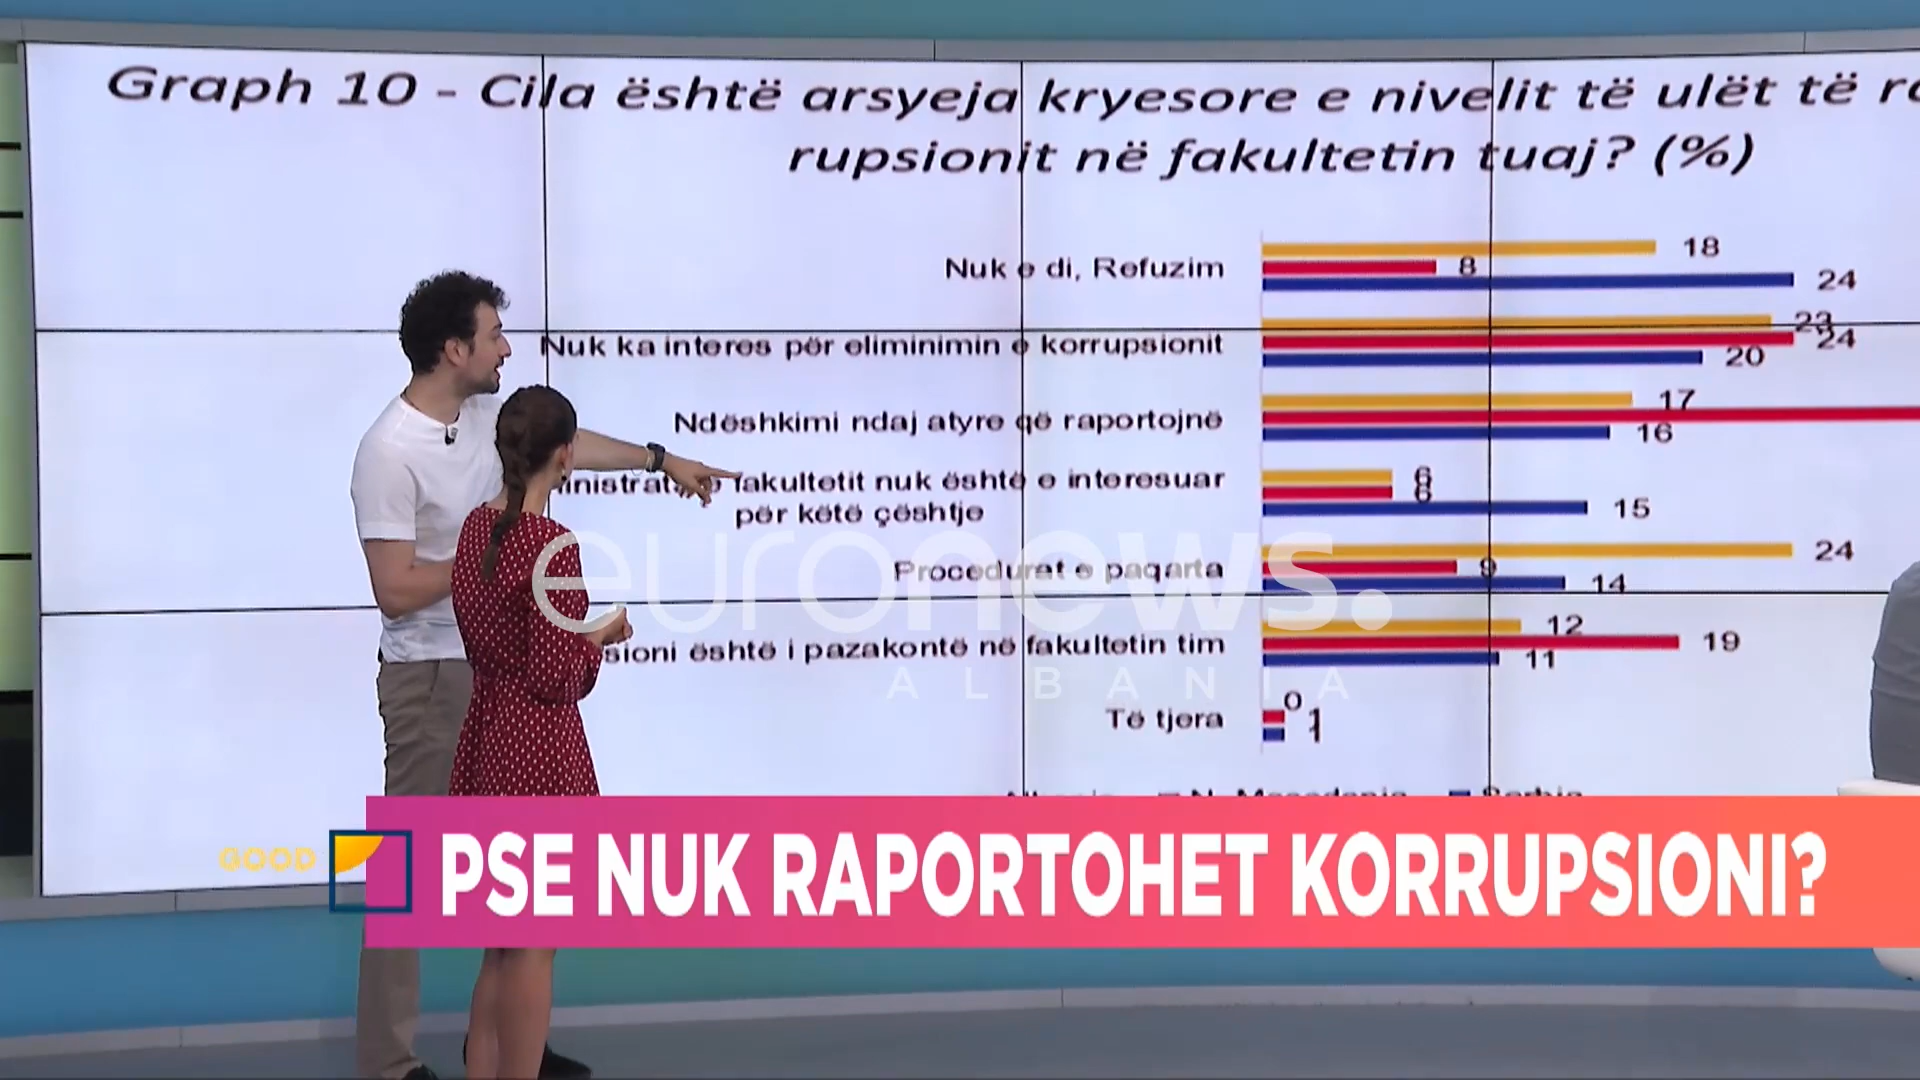 Graph 10 - Cila është arsyeja kryesore e nivelit të ulët të
rupsionit në fakultetin tuaj? (%)
Nuk e di, Refuzim 18 8 24
Nuk ka interes për eliminimin e korrupsionit 23 24 20
Ndëshkimi ndaj atyre që raportojnë 17 16
fakultetit nuk është e interesuar 6 6 15
për këtë çështje
Procedurat e paqarta 24 9 14
sioni është i pazakontë në fakultetin tim 12 19 11
Të tjera 0 1 1
euronews.
ALBANIA
GOOD
PSE NUK RAPORTOHET KORRUPSIONI?